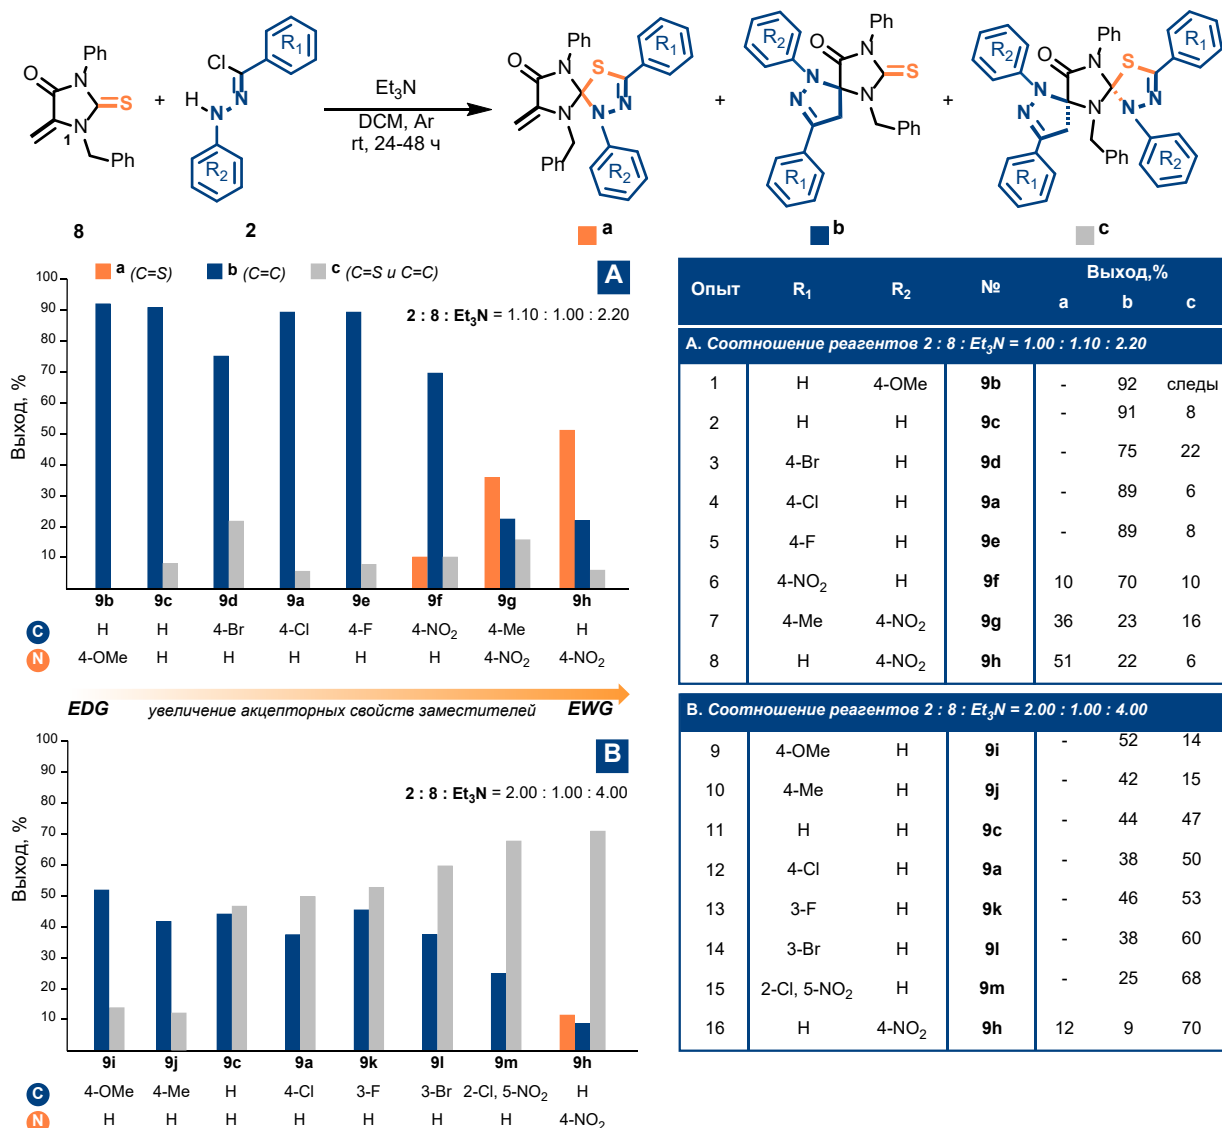 Ph
N
O
S
N
1
Ph
8
+
Cl
R1
N
H
N
R2
2
Et3N
DCM, Ar
rt, 24-48 ч
Ph
O
N
S
R1
N
N
N
Ph
R2
a
+
R2
N
O
N
Ph
S
N
N
Ph
R1
b
+
Ph
R2
O
N
S
R1
N
N
N
N
N
Ph
R1
R2
c
a (C=S) b (C=C) c (C=S и C=C)
A
2 : 8 : Et3N = 1.10 : 1.00 : 2.20
Выход, %
100
90
80
70
60
50
40
30
20
10
9b 9c 9d 9a 9e 9f 9g 9h
C H H 4-Br 4-Cl 4-F 4-NO2 4-Me H
N 4-OMe H H H H H 4-NO2 4-NO2
EDG увеличение акцепторных свойств заместителей EWG
B
2 : 8 : Et3N = 2.00 : 1.00 : 4.00
Выход, %
100
90
80
70
60
50
40
30
20
10
9i 9j 9c 9a 9k 9l 9m 9h
C 4-OMe 4-Me H 4-Cl 3-F 3-Br 2-Cl, 5-NO2 H
N H H H H H H H 4-NO2
Опыт R1 R2 № Выход,%
a b c
A. Соотношение реагентов 2 : 8 : Et3N = 1.00 : 1.10 : 2.20
1 H 4-OMe 9b - 92 следы
2 H H 9c - 91 8
3 4-Br H 9d - 75 22
4 4-Cl H 9a - 89 6
5 4-F H 9e - 89 8
6 4-NO2 H 9f 10 70 10
7 4-Me 4-NO2 9g 36 23 16
8 H 4-NO2 9h 51 22 6
B. Соотношение реагентов 2 : 8 : Et3N = 2.00 : 1.00 : 4.00
9 4-OMe H 9i - 52 14
10 4-Me H 9j - 42 15
11 H H 9c - 44 47
12 4-Cl H 9a - 38 50
13 3-F H 9k - 46 53
14 3-Br H 9l - 38 60
15 2-Cl, 5-NO2 H 9m - 25 68
16 H 4-NO2 9h 12 9 70